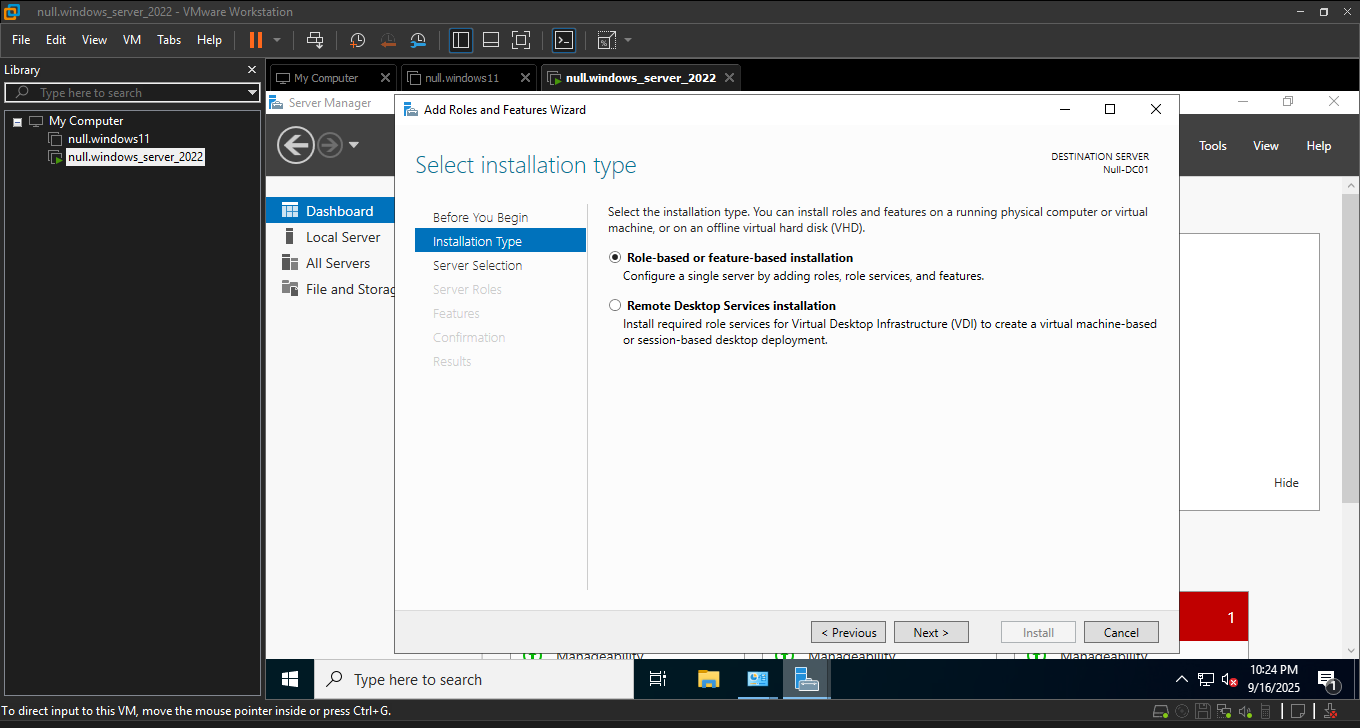 null.windows_server_2022 - VMware Workstation
File Edit View VM Tabs Help
Library
Type here to search
My Computer
null.windows11
null.windows_server_2022
My Computer null.windows11 null.windows_server_2022
Server Manager
Tools View Help
Dashboard
Local Server
All Servers
File and Storag
Add Roles and Features Wizard
Select installation type
DESTINATION SERVER
Null-DC01
Before You Begin
Installation Type
Server Selection
Server Roles
Features
Confirmation
Results
Select the installation type. You can install roles and features on a running physical computer or virtual
machine, or on an offline virtual hard disk (VHD).
Role-based or feature-based installation
Configure a single server by adding roles, role services, and features.
Remote Desktop Services installation
Install required role services for Virtual Desktop Infrastructure (VDI) to create a virtual machine-based
or session-based desktop deployment.
Hide
1
< Previous Next > Install Cancel
Manageability Manageability Manageability
Type here to search
10:24 PM
9/16/2025
1
To direct input to this VM, move the mouse pointer inside or press Ctrl+G.